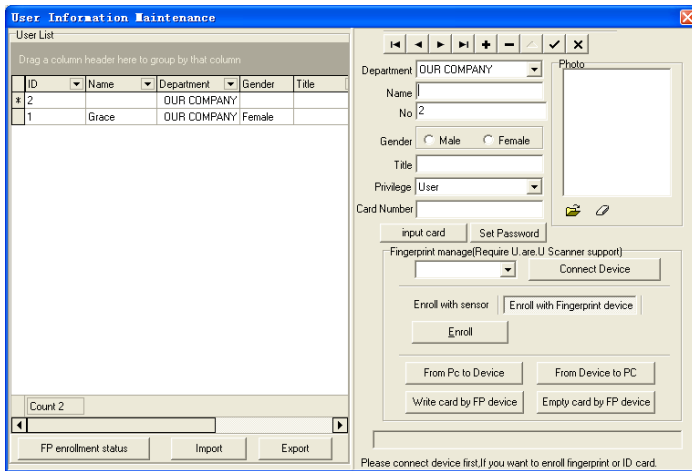 User Information Maintenance
User List
Drag a column header here to group by that column
ID Name Department Gender Title
* 2 OUR COMPANY
1 Grace OUR COMPANY Female
Count 2
FP enrollment status Import Export
Department OUR COMPANY
Name
No 2
Gender Male Female
Title
Privilege User
Card Number
input card Set Password
Photo
Fingerprint manage(Require U.are.U Scanner support)
Connect Device
Enroll with sensor Enroll with Fingerprint device
Enroll
From Pc to Device From Device to PC
Write card by FP device Empty card by FP device
Please connect device first,If you want to enroll fingerprint or ID card.